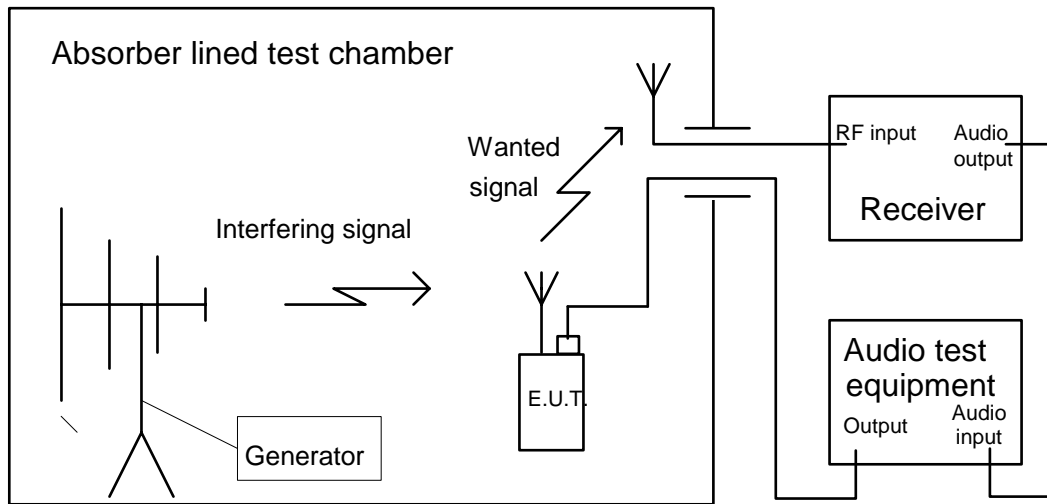 Absorber lined test chamber
Wanted
signal
Interfering signal
E.U.T.
Generator
RF input
Audio
output
Receiver
Audio test
equipment
Output
Audio
input